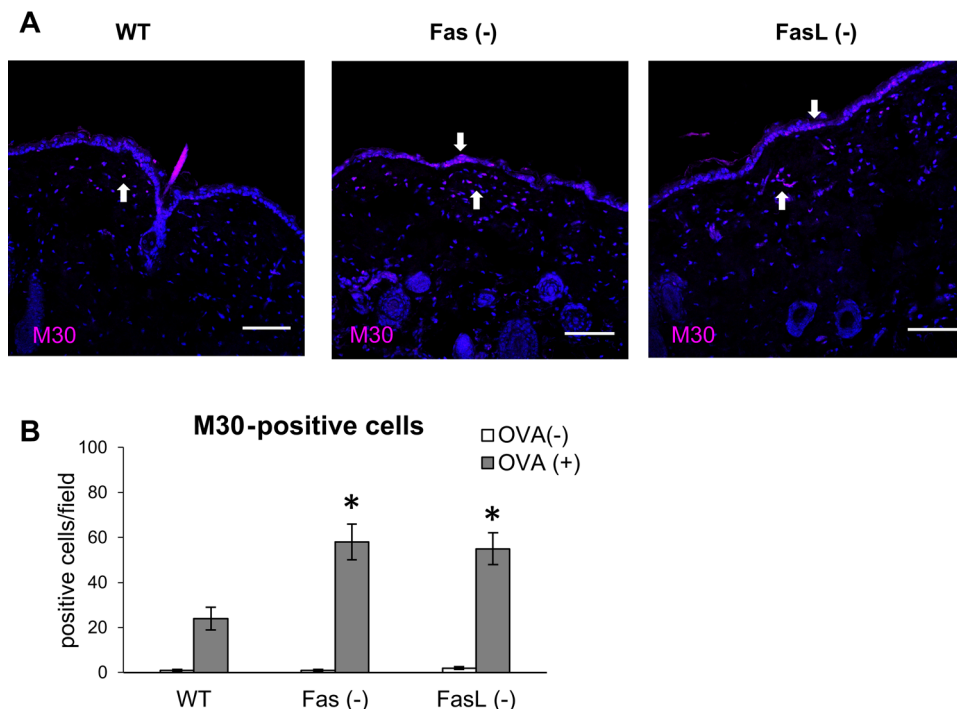 A
WT
Fas (-)
FasL (-)
M30
M30
M30
B
M30-positive cells
OVA(-)
OVA (+)
positive cells/field
100
80
60
40
20
0
*
*
WT
Fas (-)
FasL (-)